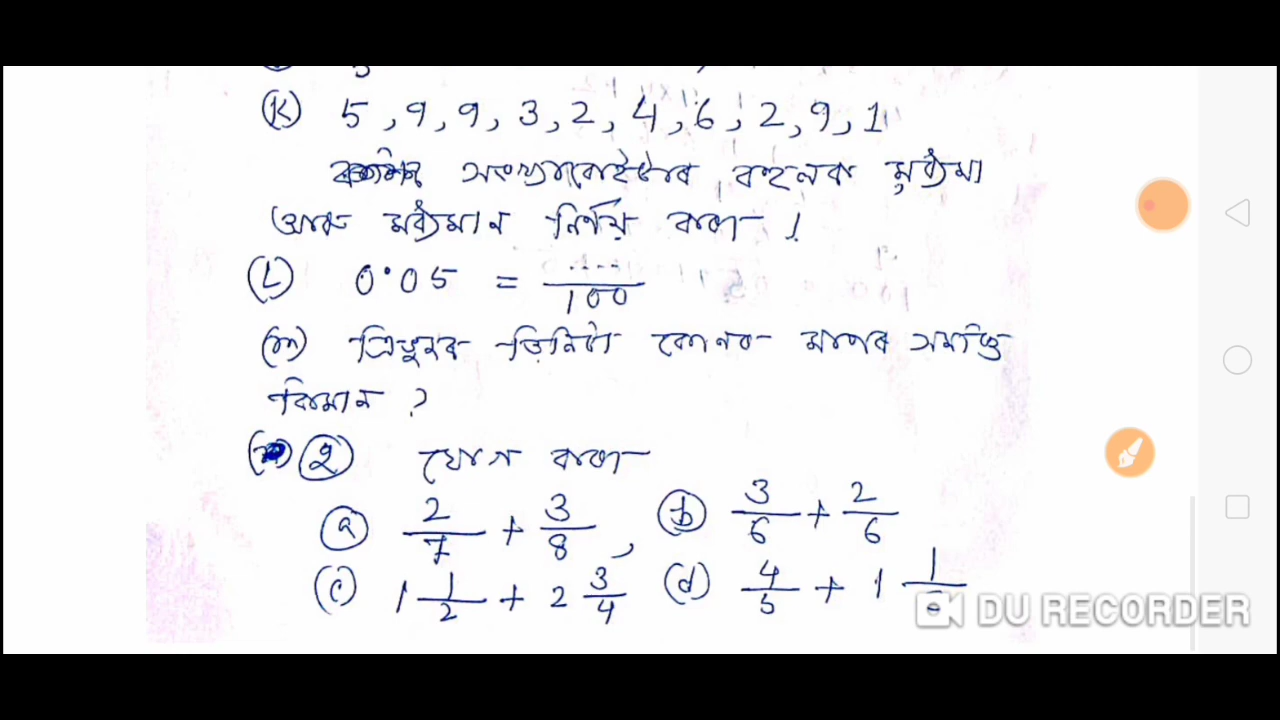 (K) 5 , 9 , 9 , 3 , 2 , 4 , 6 , 2 , 9 , 1
সংখ্যাবোইটাৰ বহুলক মধ্যমা
আৰু মধ্যমান নিৰ্ণয় কৰা ।
(L) 0.05 = .... / 100
(m) ত্ৰিভুজৰ তিনিটা কোণৰ মাপৰ সমষ্টি
কিমান ?
(2) যোগ কৰা
(a) 2/7 + 3/8 , (b) 3/6 + 2/6
(c) 1 1/2 + 2 3/4 (d) 4/5 + 1
DU RECORDER